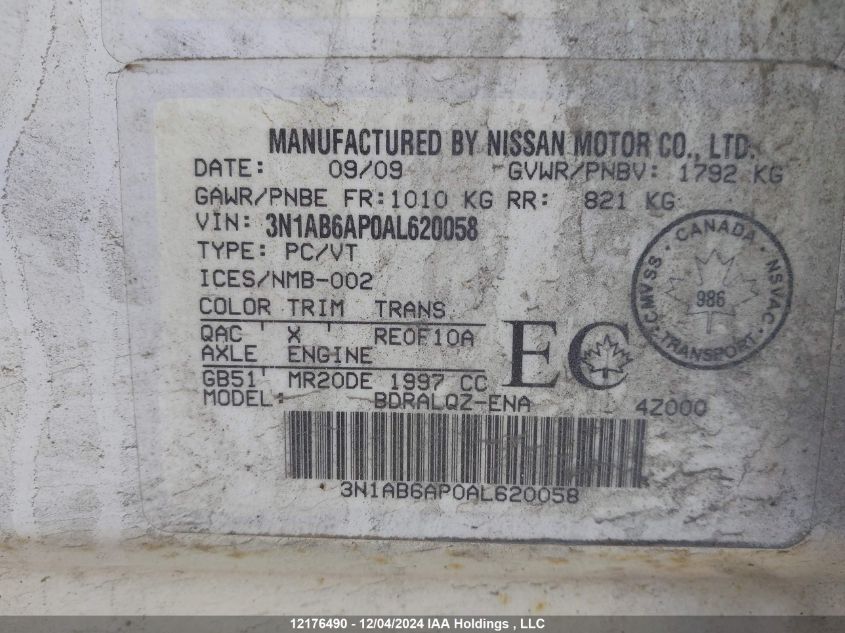 MANUFACTURED BY NISSAN MOTOR CO., LTD.
DATE: 09/09 GVWR/PNBV: 1792 KG
GAWR/PNBE FR: 1010 KG RR: 821 KG
VIN: 3N1AB6AP0AL620058
TYPE: PC/VT
ICES/NMB-002
COLOR TRIM TRANS
QAC ' X ' RE0F10A
AXLE ENGINE
GB51' MR20DE 1997 CC
MODEL: BDRALQZ-ENA 4Z000
3N1AB6AP0AL620058
EC
CANADA
CMVSS · NSVAC
986
TRANSPORT
12176490 - 12/04/2024 IAA Holdings , LLC